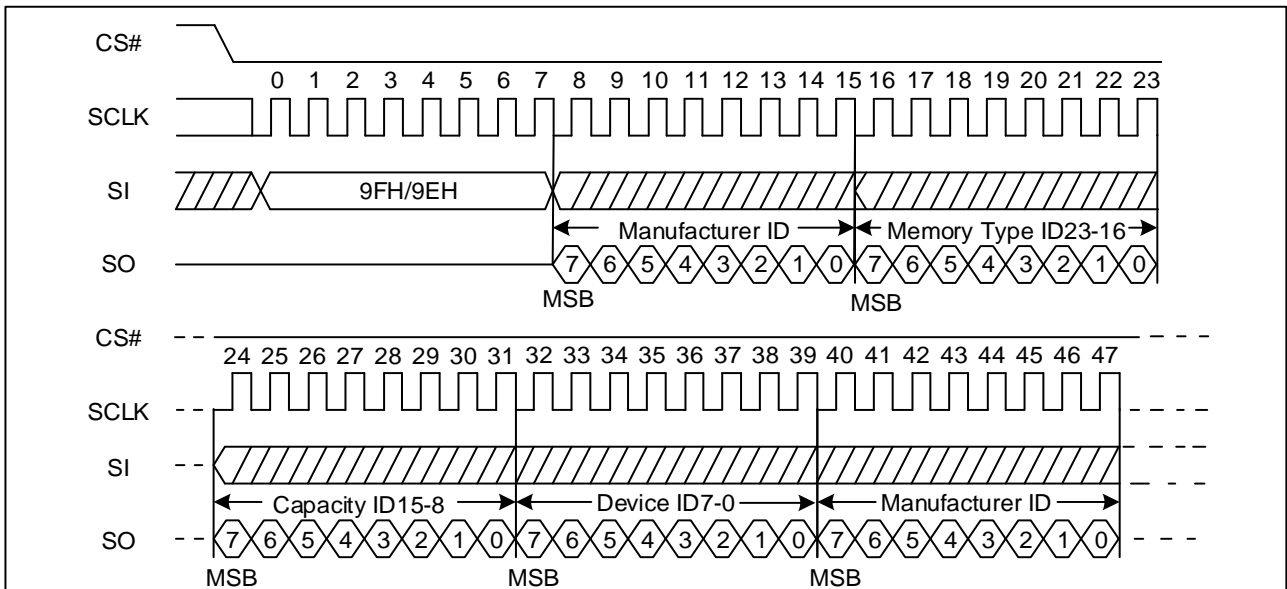 CS#
0 1 2 3 4 5 6 7 8 9 10 11 12 13 14 15 16 17 18 19 20 21 22 23
SCLK
SI 9FH/9EH
Manufacturer ID Memory Type ID23-16
SO 7 6 5 4 3 2 1 0 7 6 5 4 3 2 1 0
MSB MSB
CS#
24 25 26 27 28 29 30 31 32 33 34 35 36 37 38 39 40 41 42 43 44 45 46 47
SCLK
SI
Capacity ID15-8 Device ID7-0 Manufacturer ID
SO 7 6 5 4 3 2 1 0 7 6 5 4 3 2 1 0 7 6 5 4 3 2 1 0
MSB MSB MSB